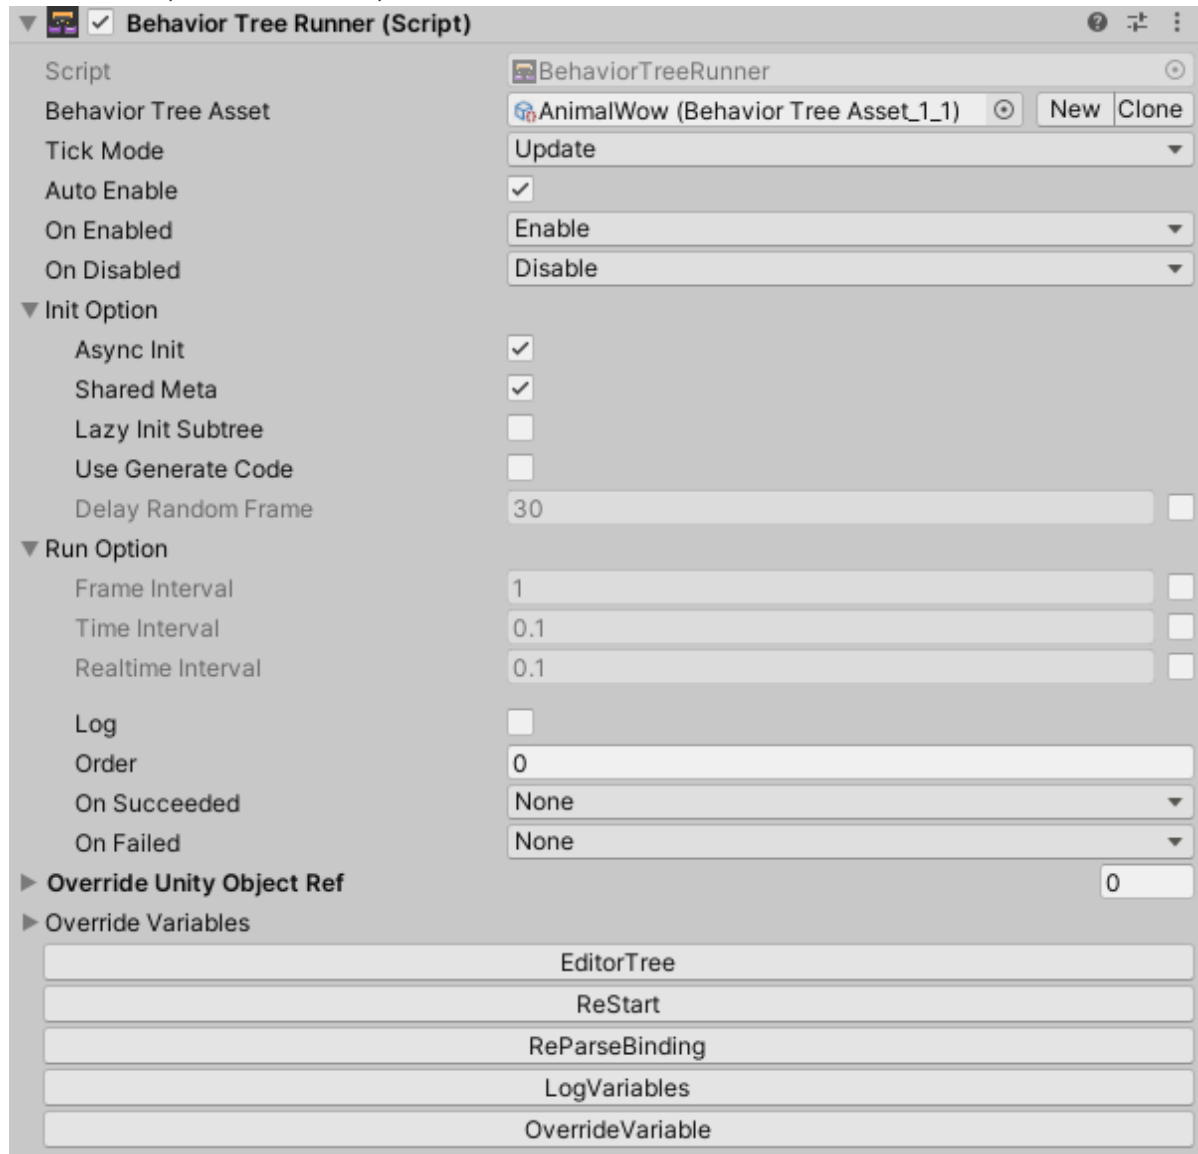 Behavior Tree Runner (Script)
Script BehaviorTreeRunner
Behavior Tree Asset AnimalWow (Behavior Tree Asset_1_1) New Clone
Tick Mode Update
Auto Enable
On Enabled Enable
On Disabled Disable
Init Option
Async Init
Shared Meta
Lazy Init Subtree
Use Generate Code
Delay Random Frame 30
Run Option
Frame Interval 1
Time Interval 0.1
Realtime Interval 0.1
Log
Order 0
On Succeeded None
On Failed None
Override Unity Object Ref 0
Override Variables
EditorTree
ReStart
ReParseBinding
LogVariables
OverrideVariable